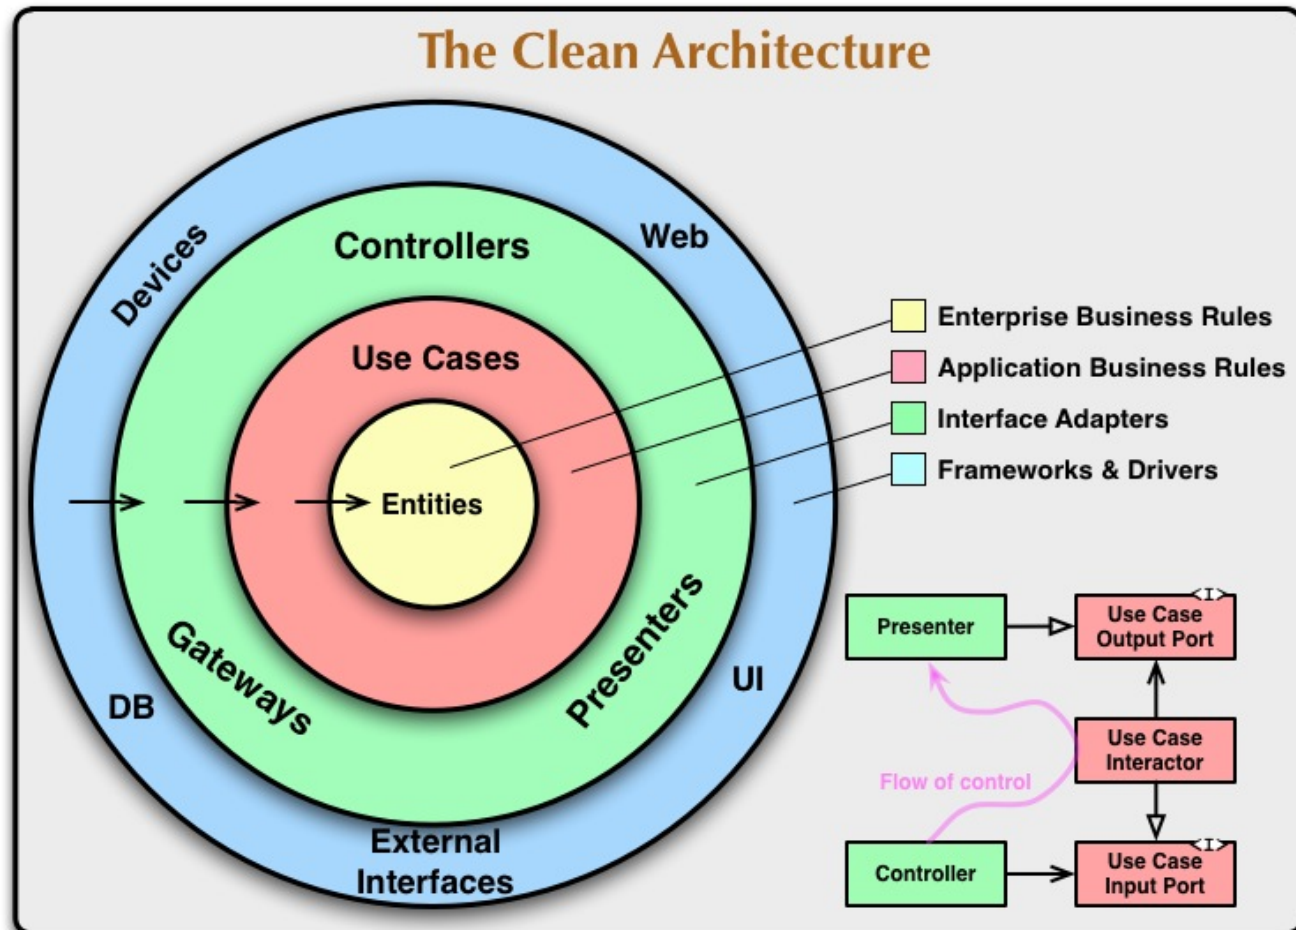 The Clean Architecture
Devices
Controllers
Web
Use Cases
Entities
Gateways
Presenters
DB
UI
External
Interfaces
Enterprise Business Rules
Application Business Rules
Interface Adapters
Frameworks & Drivers
Presenter
<I>
Use Case
Output Port
Use Case
Interactor
Flow of control
Controller
<I>
Use Case
Input Port